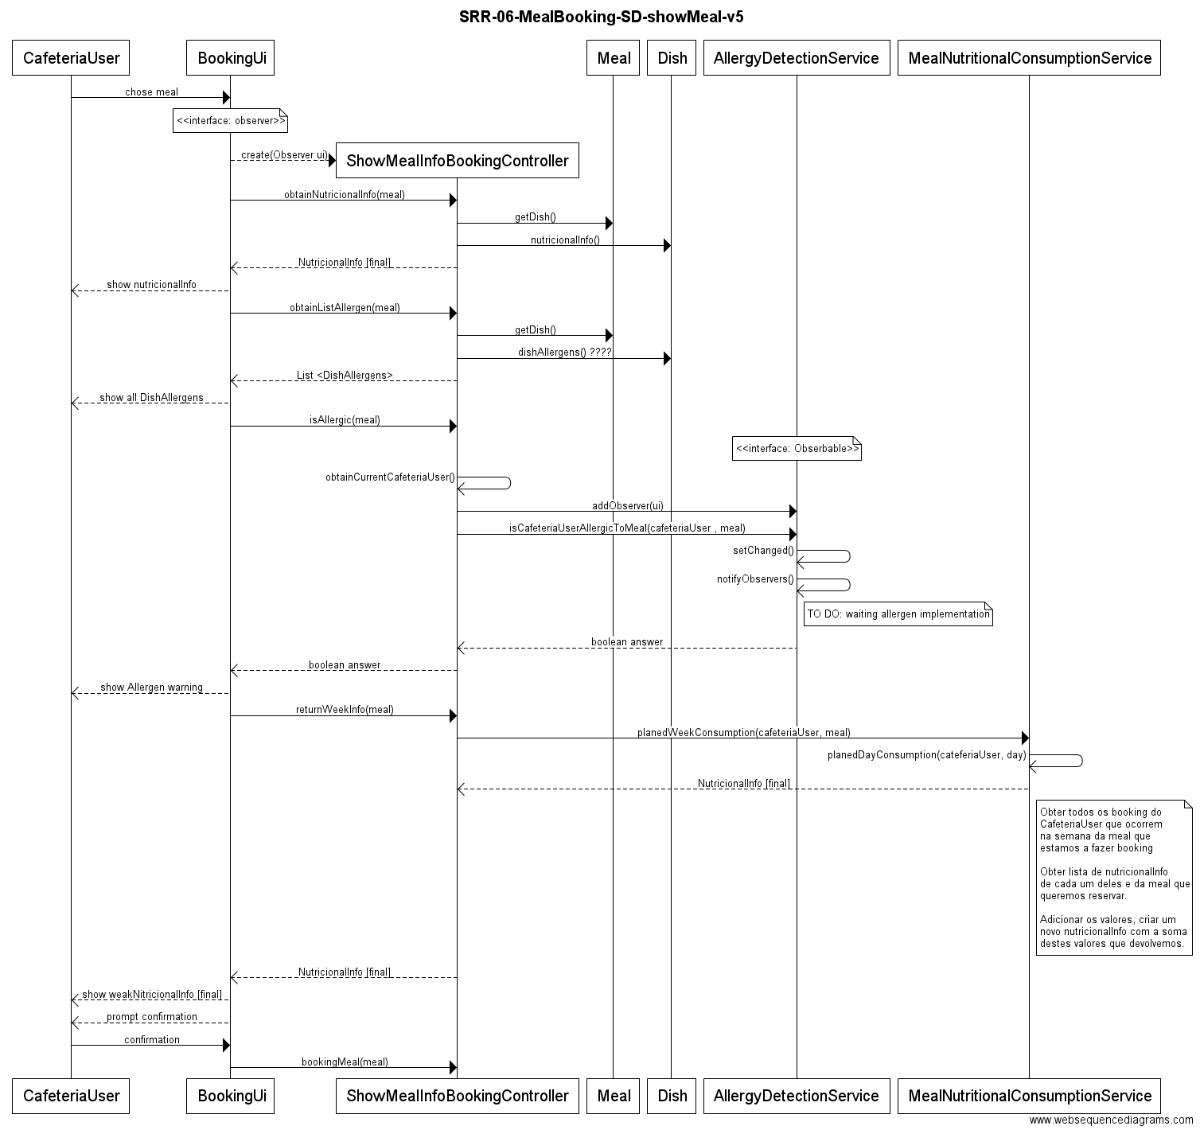 SRR-06-MealBooking-SD-showMeal-v5
CafeteriaUser
BookingUi
Meal
Dish
AllergyDetectionService
MealNutritionalConsumptionService
chose meal
<<interface: observer>>
create(Observer ui)
ShowMealInfoBookingController
obtainNutricionalInfo(meal)
getDish()
nutricionalInfo()
NutricionalInfo [final]
show nutricionalInfo
obtainListAllergen(meal)
getDish()
dishAllergens() ????
List <DishAllergens>
show all DishAllergens
isAllergic(meal)
<<interface: Obserbable>>
obtainCurrentCafeteriaUser()
addObserver(ui)
isCafeteriaUserAllergicToMeal(cafeteriaUser , meal)
setChanged()
notifyObservers()
TO DO: waiting allergen implementation
boolean answer
boolean answer
show Allergen warning
returnWeekInfo(meal)
planedWeekConsumption(cafeteriaUser, meal)
planedDayConsumption(cateferiaUser, day)
NutricionalInfo [final]
Obter todos os booking do
CafeteriaUser que ocorrem
na semana da meal que
estamos a fazer booking
Obter lista de nutricionalInfo
de cada um deles e da meal que
queremos reservar.
Adicionar os valores, criar um
novo nutricionalInfo com a soma
destes valores que devolvemos.
NutricionalInfo [final]
show weakNitricionalInfo [final]
prompt confirmation
confirmation
bookingMeal(meal)
CafeteriaUser
BookingUi
ShowMealInfoBookingController
Meal
Dish
AllergyDetectionService
MealNutritionalConsumptionService
www.websequencediagrams.com